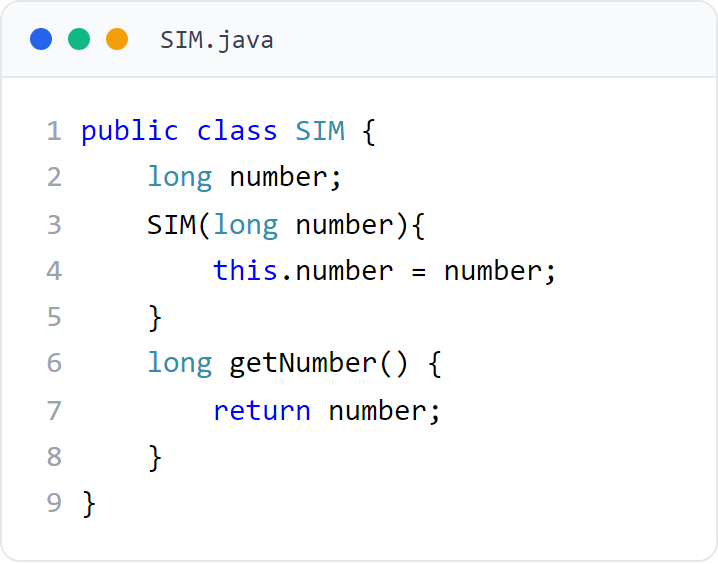 SIM.java
1 public class SIM {
2     long number;
3     SIM(long number){
4         this.number = number;
5     }
6     long getNumber() {
7         return number;
8     }
9 }